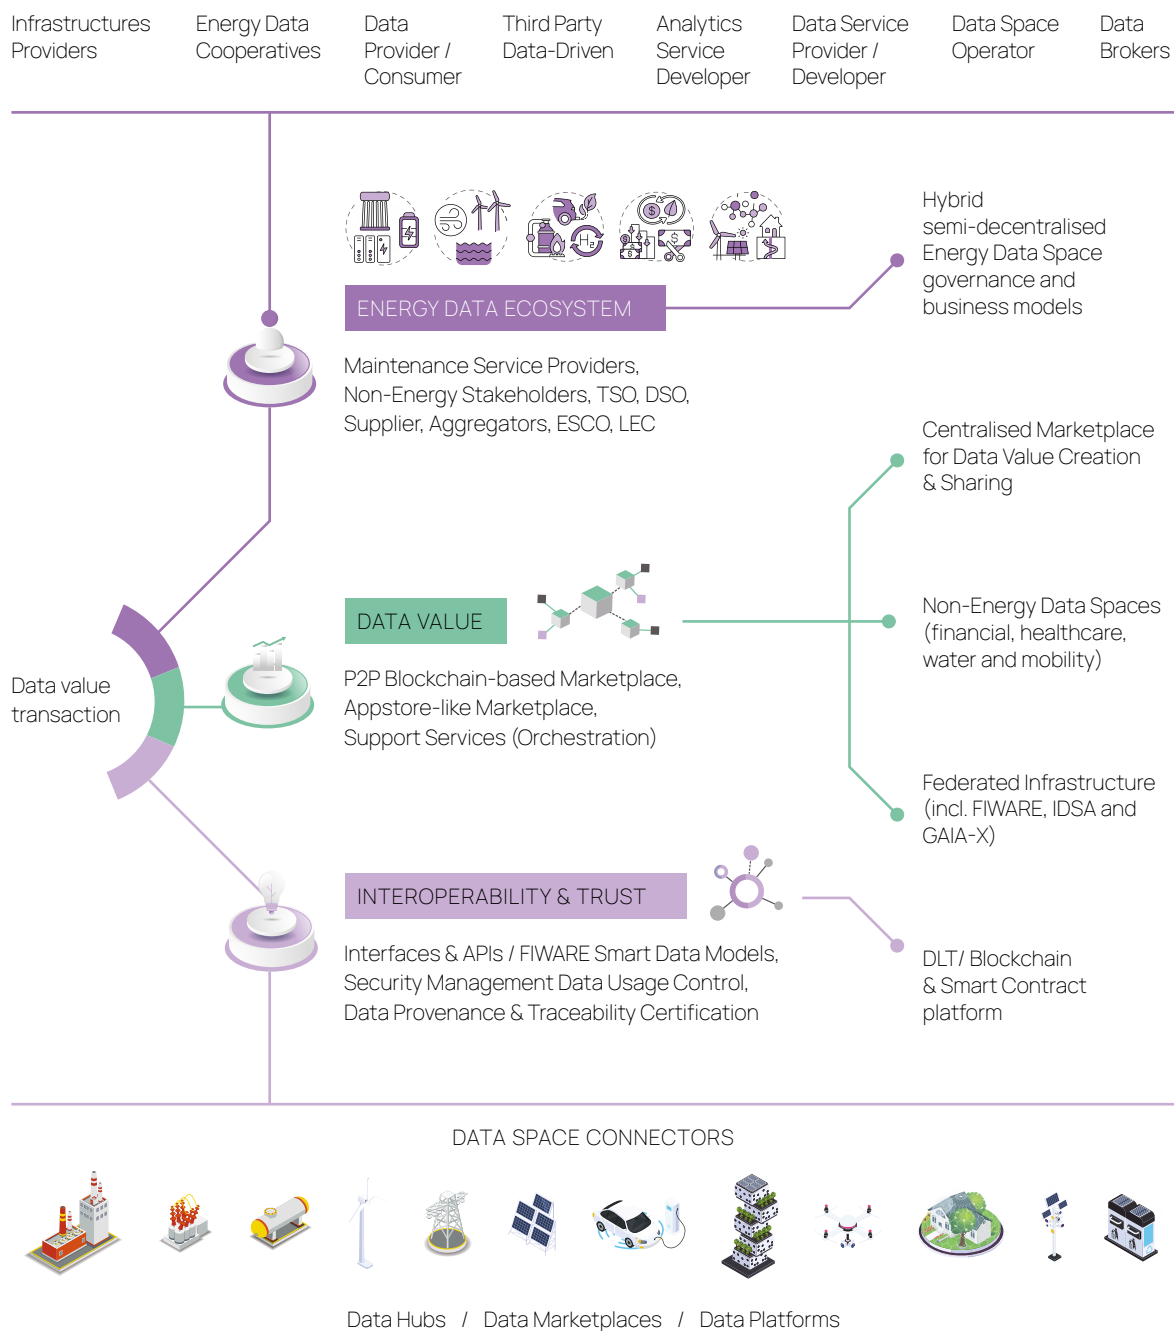 Infrastructures
Providers
Energy Data
Cooperatives
Data
Provider /
Consumer
Third Party
Data-Driven
Analytics
Service
Developer
Data Service
Provider /
Developer
Data Space
Operator
Data
Brokers
H2
$
$
$
$
Hybrid
semi-decentralised
Energy Data Space
governance and
business models
ENERGY DATA ECOSYSTEM
Maintenance Service Providers,
Non-Energy Stakeholders, TSO, DSO,
Supplier, Aggregators, ESCO, LEC
Centralised Marketplace
for Data Value Creation
& Sharing
DATA VALUE
Non-Energy Data Spaces
(financial, healthcare,
water and mobility)
Data value
transaction
P2P Blockchain-based Marketplace,
Appstore-like Marketplace,
Support Services (Orchestration)
Federated Infrastructure
(incl. FIWARE, IDSA and
GAIA-X)
INTEROPERABILITY & TRUST
Interfaces & APIs / FIWARE Smart Data Models,
Security Management Data Usage Control,
Data Provenance & Traceability Certification
DLT/ Blockchain
& Smart Contract
platform
DATA SPACE CONNECTORS
Data Hubs / Data Marketplaces / Data Platforms